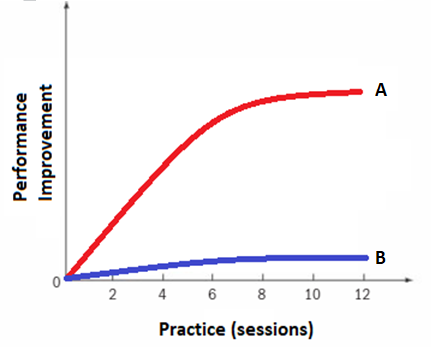 A
Performance
Improvement
B
0
2 4 6 8 10 12
Practice (sessions)